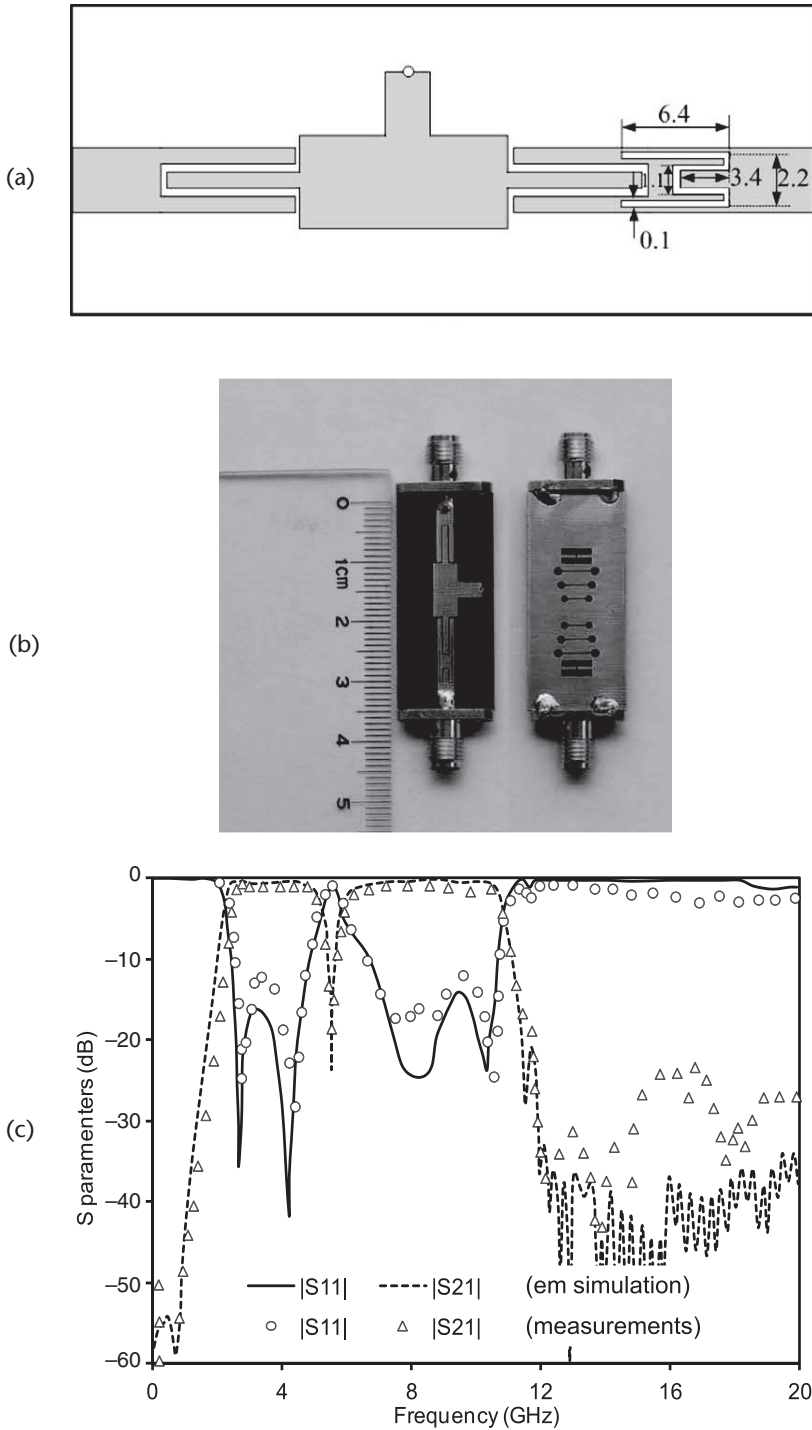 (a)
6.4
1.1
3.4
2.2
0.1
(b)
0
1cm
2
3
4
5
(c)
S paramenters (dB)
0
–10
–20
–30
–40
–50
–60
|S11|
|S21|
(em simulation)
|S11|
|S21|
(measurements)
0
4
8
12
16
20
Frequency (GHz)